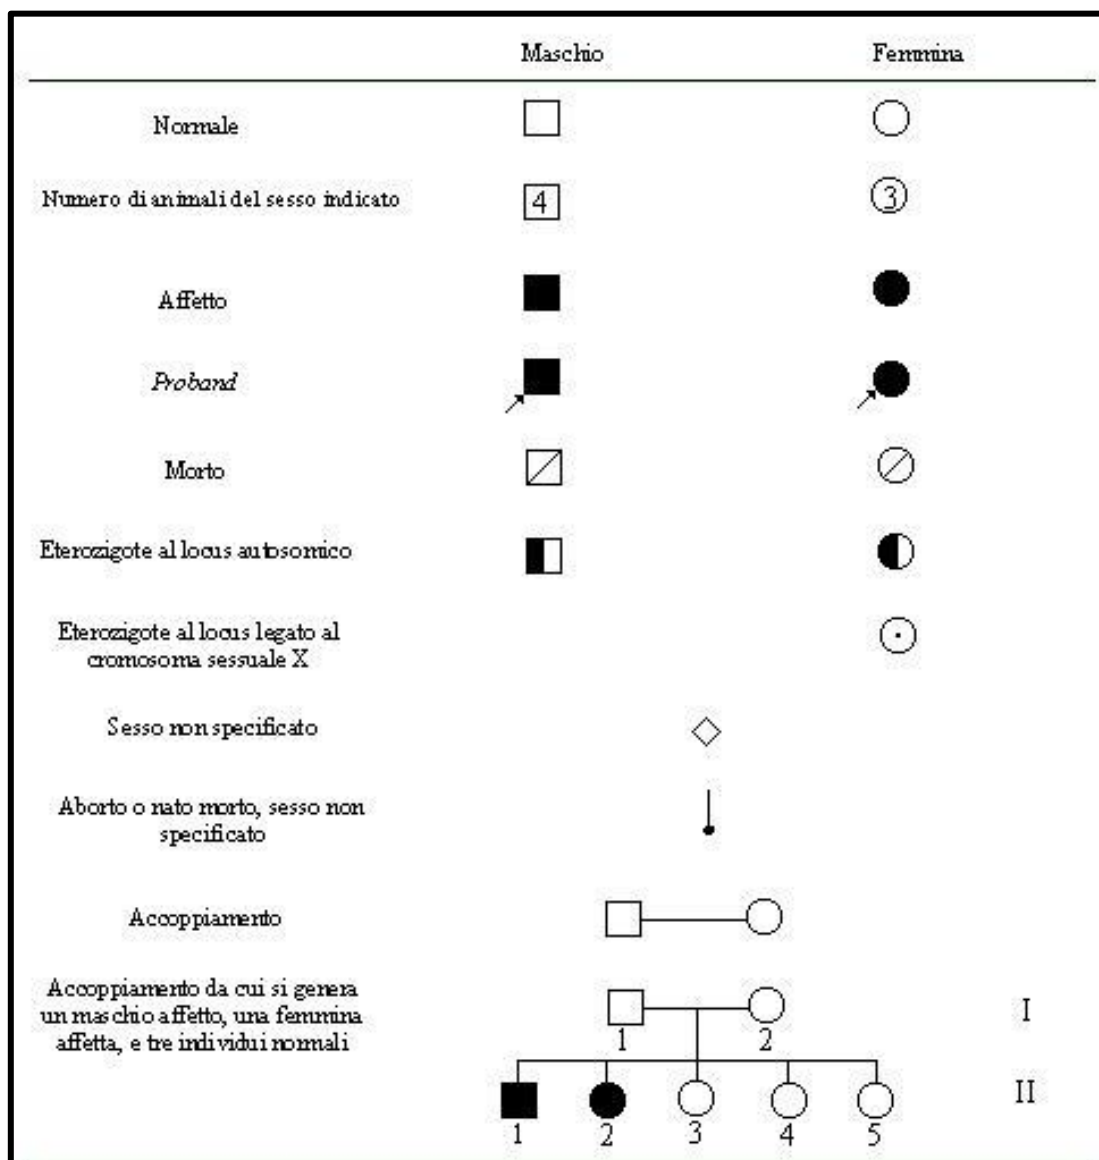 Maschio Femmina
Normale
Numero di animali del sesso indicato 4 3
Affetto
Proband
Morto
Eterozigote al locus autosomico
Eterozigote al locus legato al
cromosoma sessuale X
Sesso non specificato
Aborto o nato morto, sesso non
specificato
Accoppiamento
Accoppiamento da cui si genera
un maschio affetto, una femmina
affetta, e tre individui normali
1 2 I
II
1 2 3 4 5